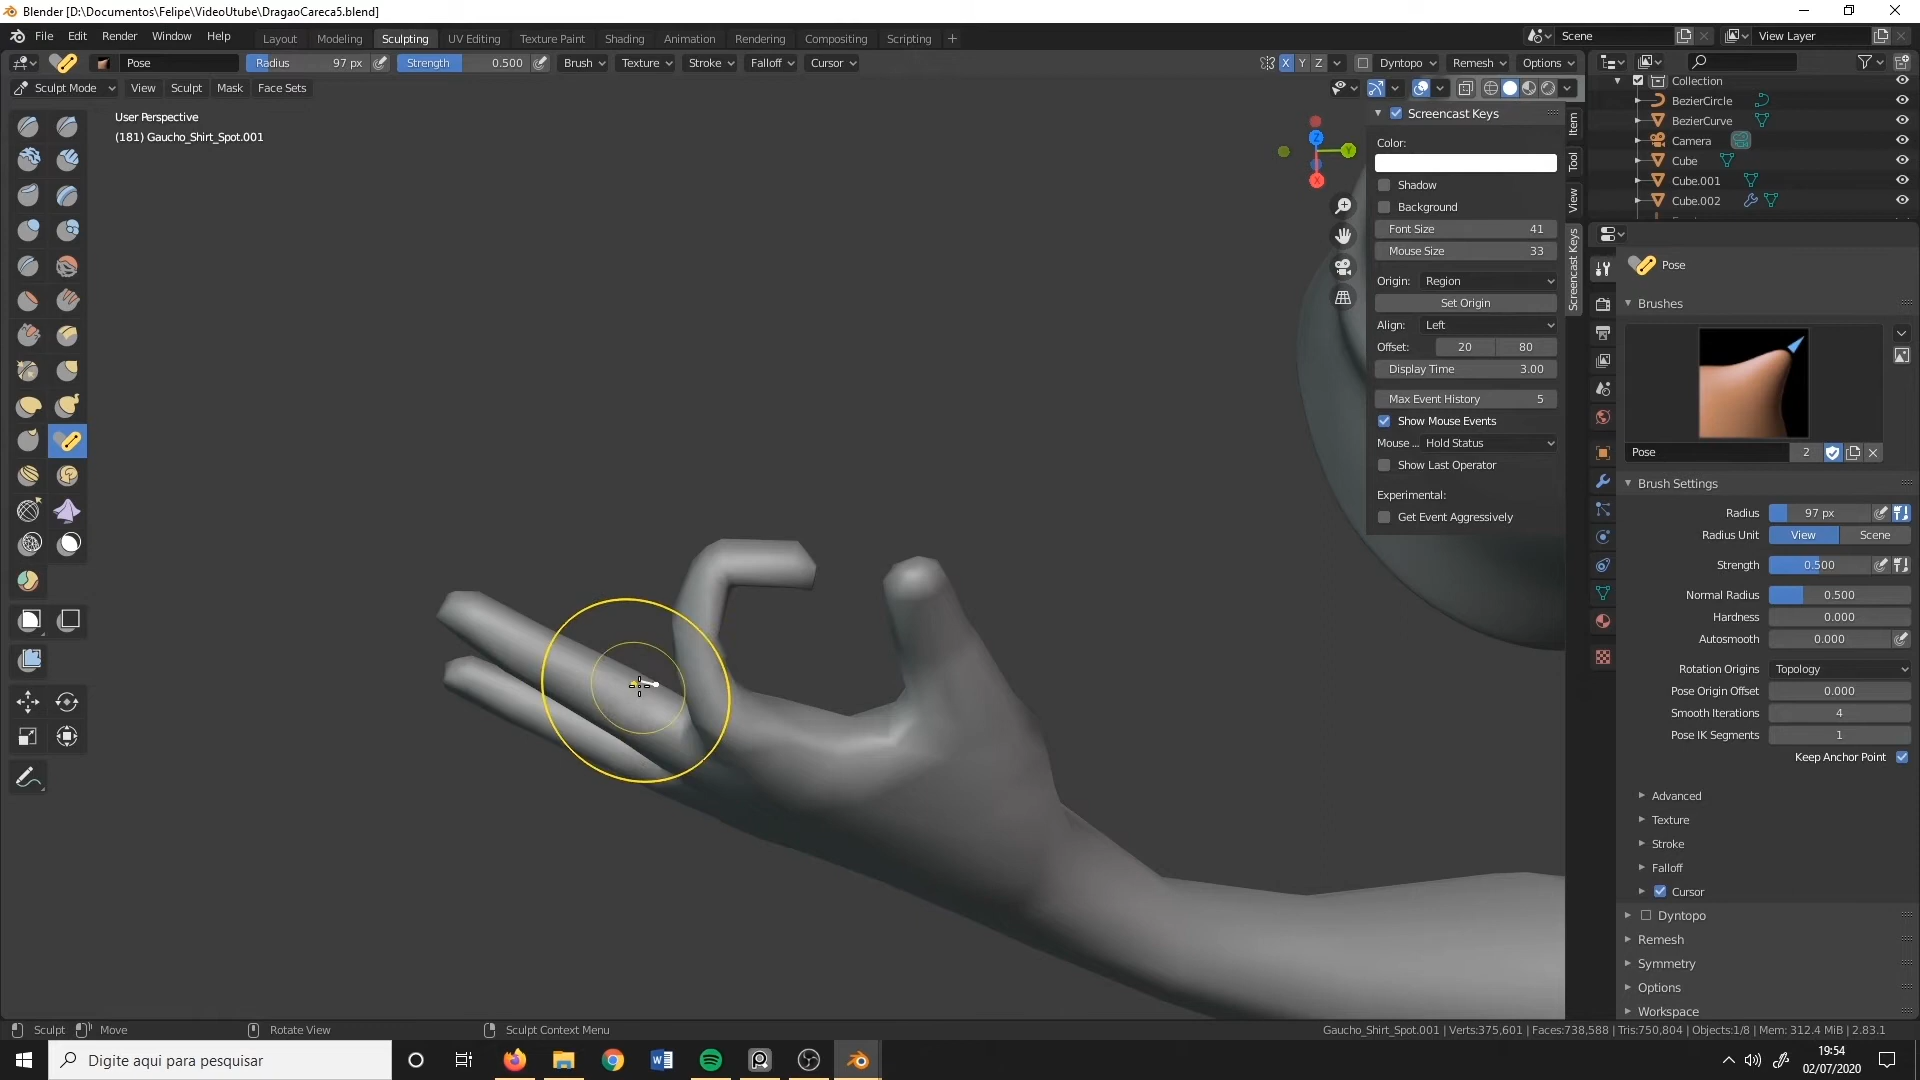 Blender [D:\Documentos\Felipe\VideoUtube\DragaoCareca5.blend]
File Edit Render Window Help
Layout Modeling Sculpting UV Editing Texture Paint Shading Animation Rendering Compositing Scripting +
Scene View Layer
Pose Radius 97 px Strength 0.500 Brush Texture Stroke Falloff Cursor
X Y Z Dyntopo Remesh Options
Sculpt Mode View Sculpt Mask Face Sets
User Perspective
(181) Gaucho_Shirt_Spot.001
Z
Y
X
Screencast Keys
Color:
Shadow
Background
Font Size 41
Mouse Size 33
Origin: Region
Set Origin
Align: Left
Offset: 20 80
Display Time 3.00
Max Event History 5
Show Mouse Events
Mouse ... Hold Status
Show Last Operator
Experimental:
Get Event Aggressively
Item
Tool
View
Screencast Keys
Collection
BezierCircle
BezierCurve
Camera
Cube
Cube.001
Cube.002
Pose
Brushes
Pose 2
Brush Settings
Radius 97 px
Radius Unit View Scene
Strength 0.500
Normal Radius 0.500
Hardness 0.000
Autosmooth 0.000
Rotation Origins Topology
Pose Origin Offset 0.000
Smooth Iterations 4
Pose IK Segments 1
Keep Anchor Point
Advanced
Texture
Stroke
Falloff
Cursor
Dyntopo
Remesh
Symmetry
Options
Workspace
Sculpt Move Rotate View Sculpt Context Menu
Gaucho_Shirt_Spot.001 | Verts:375,601 | Faces:738,588 | Tris:750,804 | Objects:1/8 | Mem: 312.4 MiB | 2.83.1
Digite aqui para pesquisar
19:54
02/07/2020